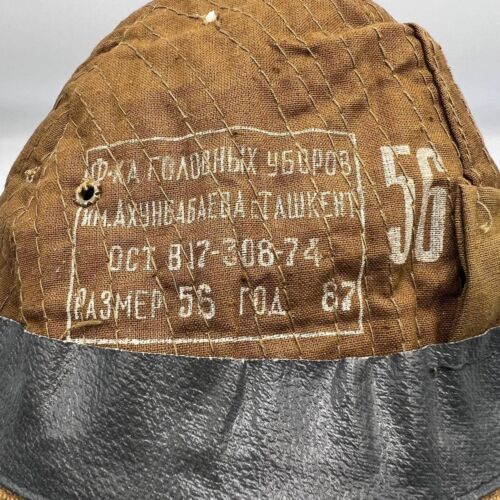 Ф-КА ГОЛОВНЫХ УБОРОВ
ИМ.АХУНБАБАЕВА г.ТАШКЕНТ
ОСТ В17-308-74
РАЗМЕР 56 ГОД 87
56